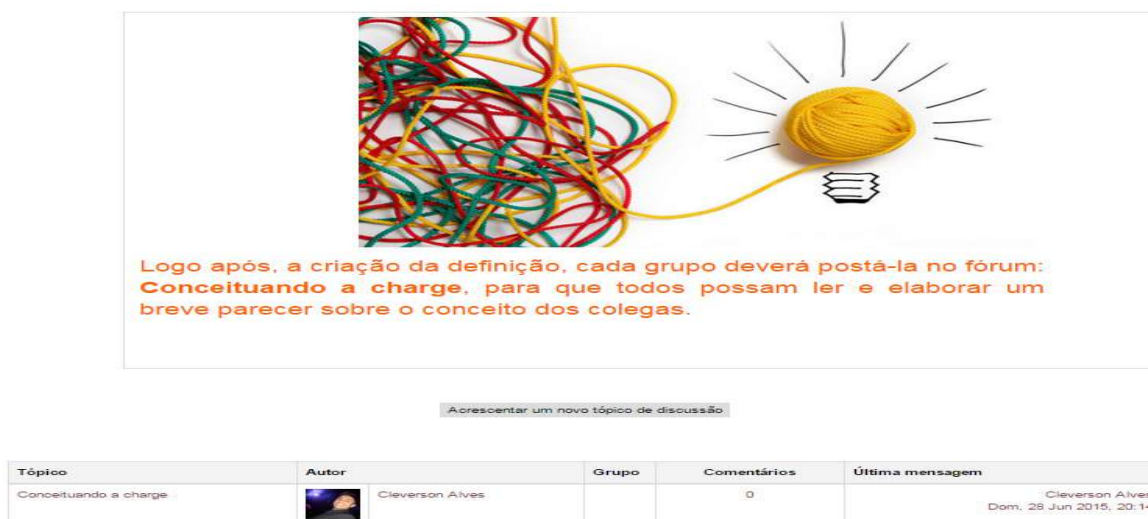 Logo após, a criação da definição, cada grupo deverá postá-la no fórum:
Conceituando a charge, para que todos possam ler e elaborar um
breve parecer sobre o conceito dos colegas.
Acrescentar um novo tópico de discussão
Tópico Autor Grupo Comentários Última mensagem
Conceituando a charge Cleverson Alves 0 Cleverson Alves
Dom, 28 Jun 2015, 20:14